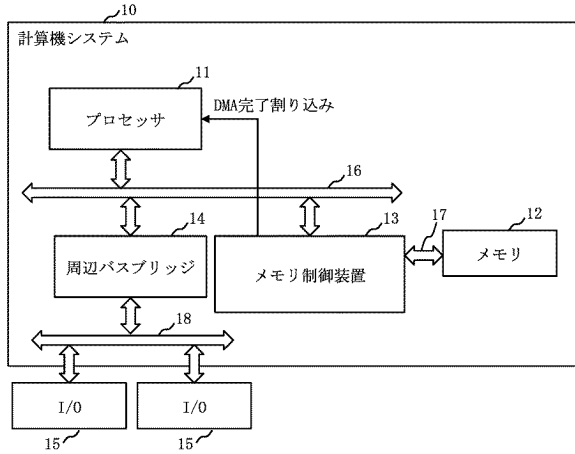 10
計算機システム
11
プロセッサ
DMA完了割り込み
16
14
周辺バスブリッジ
13
メモリ制御装置
17
12
メモリ
18
I/O
I/O
15
15